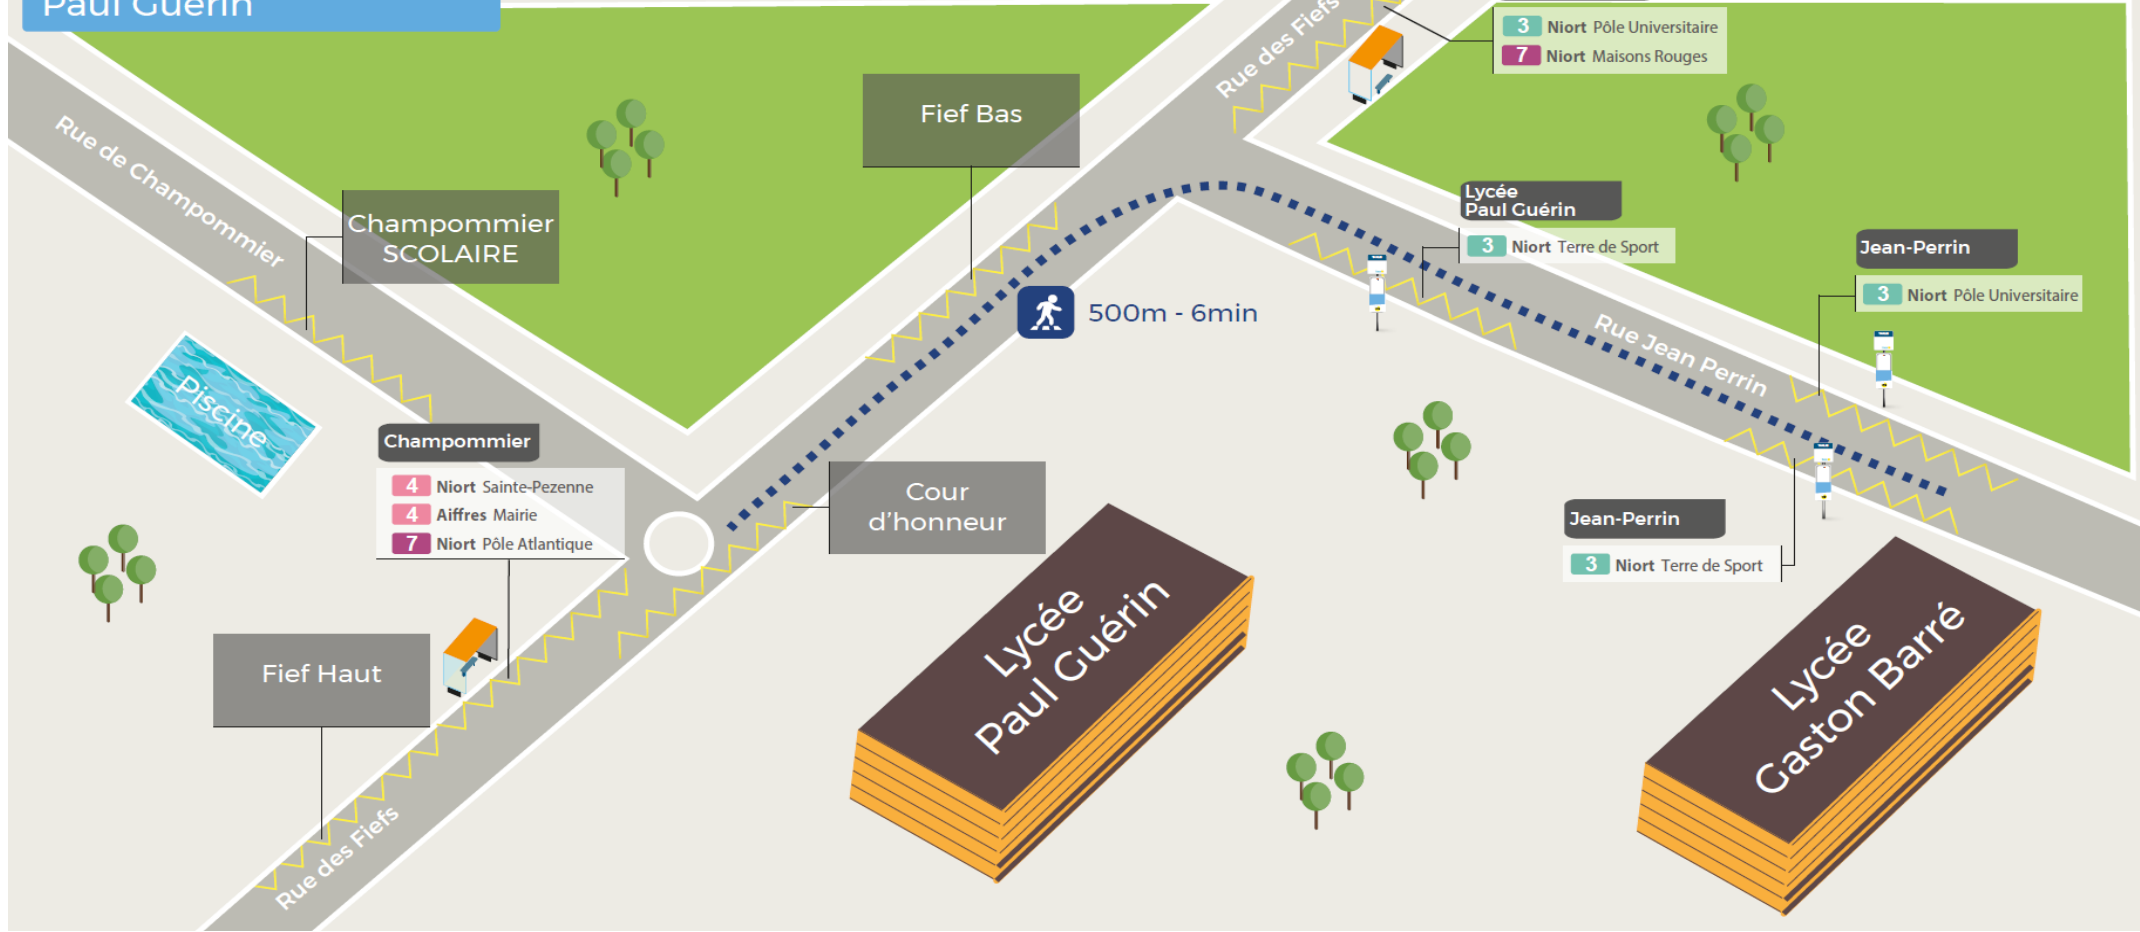 Paul Guérin
Rue des Fiefs
3 Niort Pôle Universitaire
7 Niort Maisons Rouges
Fief Bas
Rue de Champommier
Champommier
SCOLAIRE
Lycée
Paul Guérin
3 Niort Terre de Sport
Jean-Perrin
3 Niort Pôle Universitaire
500m - 6min
Rue Jean Perrin
Piscine
Champommier
4 Niort Sainte-Pezenne
4 Aiffres Mairie
7 Niort Pôle Atlantique
Cour
d'honneur
Jean-Perrin
3 Niort Terre de Sport
Fief Haut
Lycée
Paul Guérin
Lycée
Gaston Barré
Rue des Fiefs